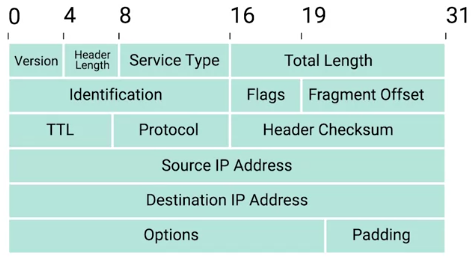 0 4 8 16 19 31
Version Header Length Service Type Total Length
Identification Flags Fragment Offset
TTL Protocol Header Checksum
Source IP Address
Destination IP Address
Options Padding